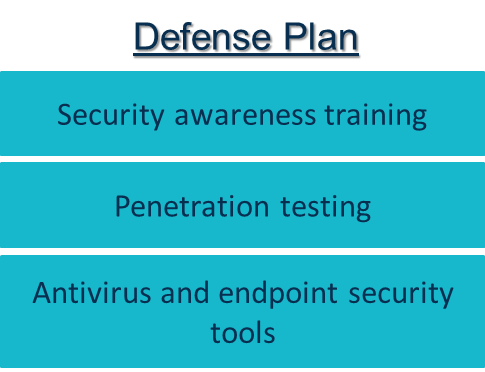 Defense Plan
Security awareness training
Penetration testing
Antivirus and endpoint security
tools